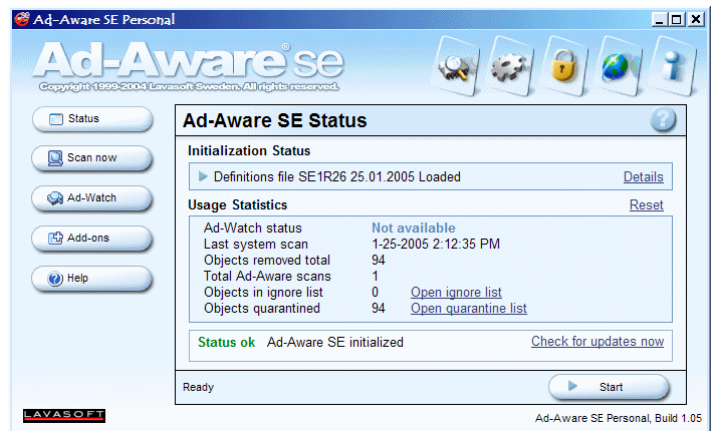 Ad-Aware SE Personal
Ad-Aware se
Copyright 1999-2004 Lavasoft Sweden. All rights reserved.
Status
Scan now
Ad-Watch
Add-ons
Help
Ad-Aware SE Status
Initialization Status
Definitions file SE1R26 25.01.2005 Loaded Details
Usage Statistics Reset
Ad-Watch status Not available
Last system scan 1-25-2005 2:12:35 PM
Objects removed total 94
Total Ad-Aware scans 1
Objects in ignore list 0 Open ignore list
Objects quarantined 94 Open quarantine list
Status ok Ad-Aware SE initialized Check for updates now
Ready Start
LAVASOFT
Ad-Aware SE Personal, Build 1.05